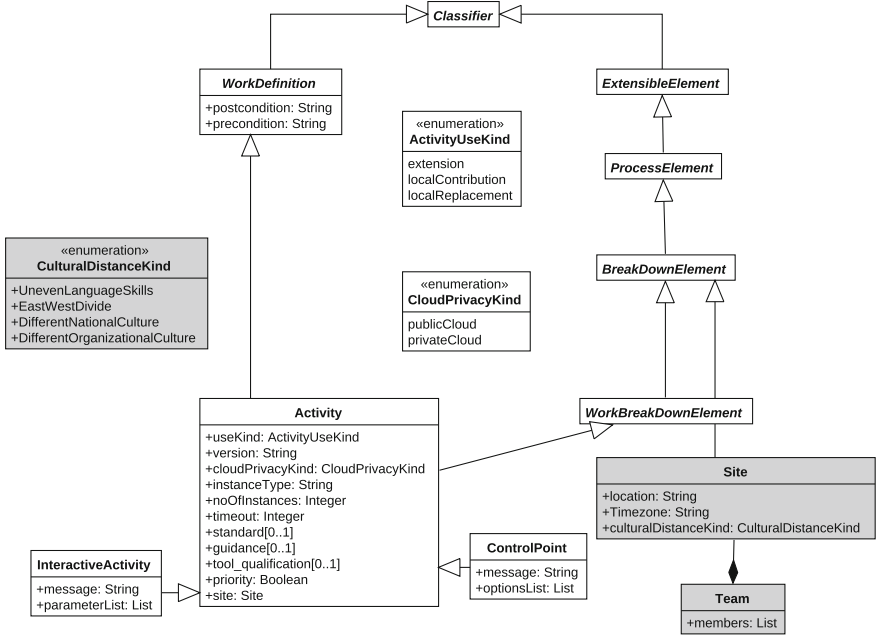 Classifier
WorkDefinition
+postcondition: String
+precondition: String
ExtensibleElement
«enumeration»
ActivityUseKind
extension
localContribution
localReplacement
ProcessElement
«enumeration»
CulturalDistanceKind
+UnevenLanguageSkills
+EastWestDivide
+DifferentNationalCulture
+DifferentOrganizationalCulture
«enumeration»
CloudPrivacyKind
publicCloud
privateCloud
BreakDownElement
Activity
+useKind: ActivityUseKind
+version: String
+cloudPrivacyKind: CloudPrivacyKind
+instanceType: String
+noOfInstances: Integer
+timeout: Integer
+standard[0..1]
+guidance[0..1]
+tool_qualification[0..1]
+priority: Boolean
+site: Site
WorkBreakDownElement
Site
+location: String
+Timezone: String
+culturalDistanceKind: CulturalDistanceKind
InteractiveActivity
+message: String
+parameterList: List
ControlPoint
+message: String
+optionsList: List
Team
+members: List